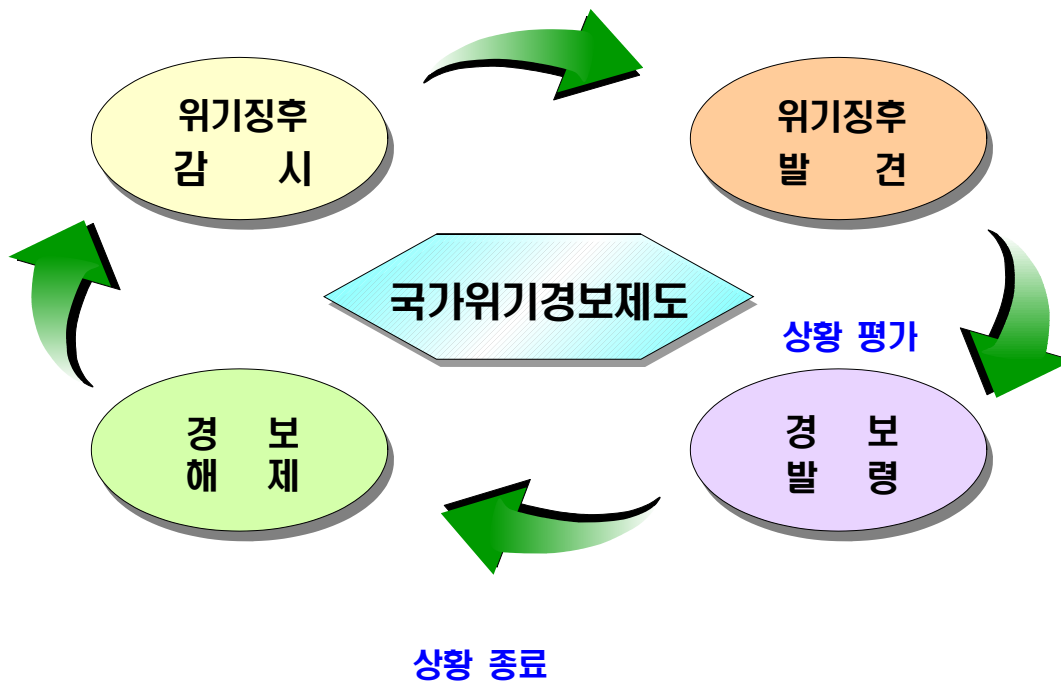 위기징후
감 시
위기징후
발 견
국가위기경보제도
상황 평가
경 보
해 제
경 보
발 령
상황 종료